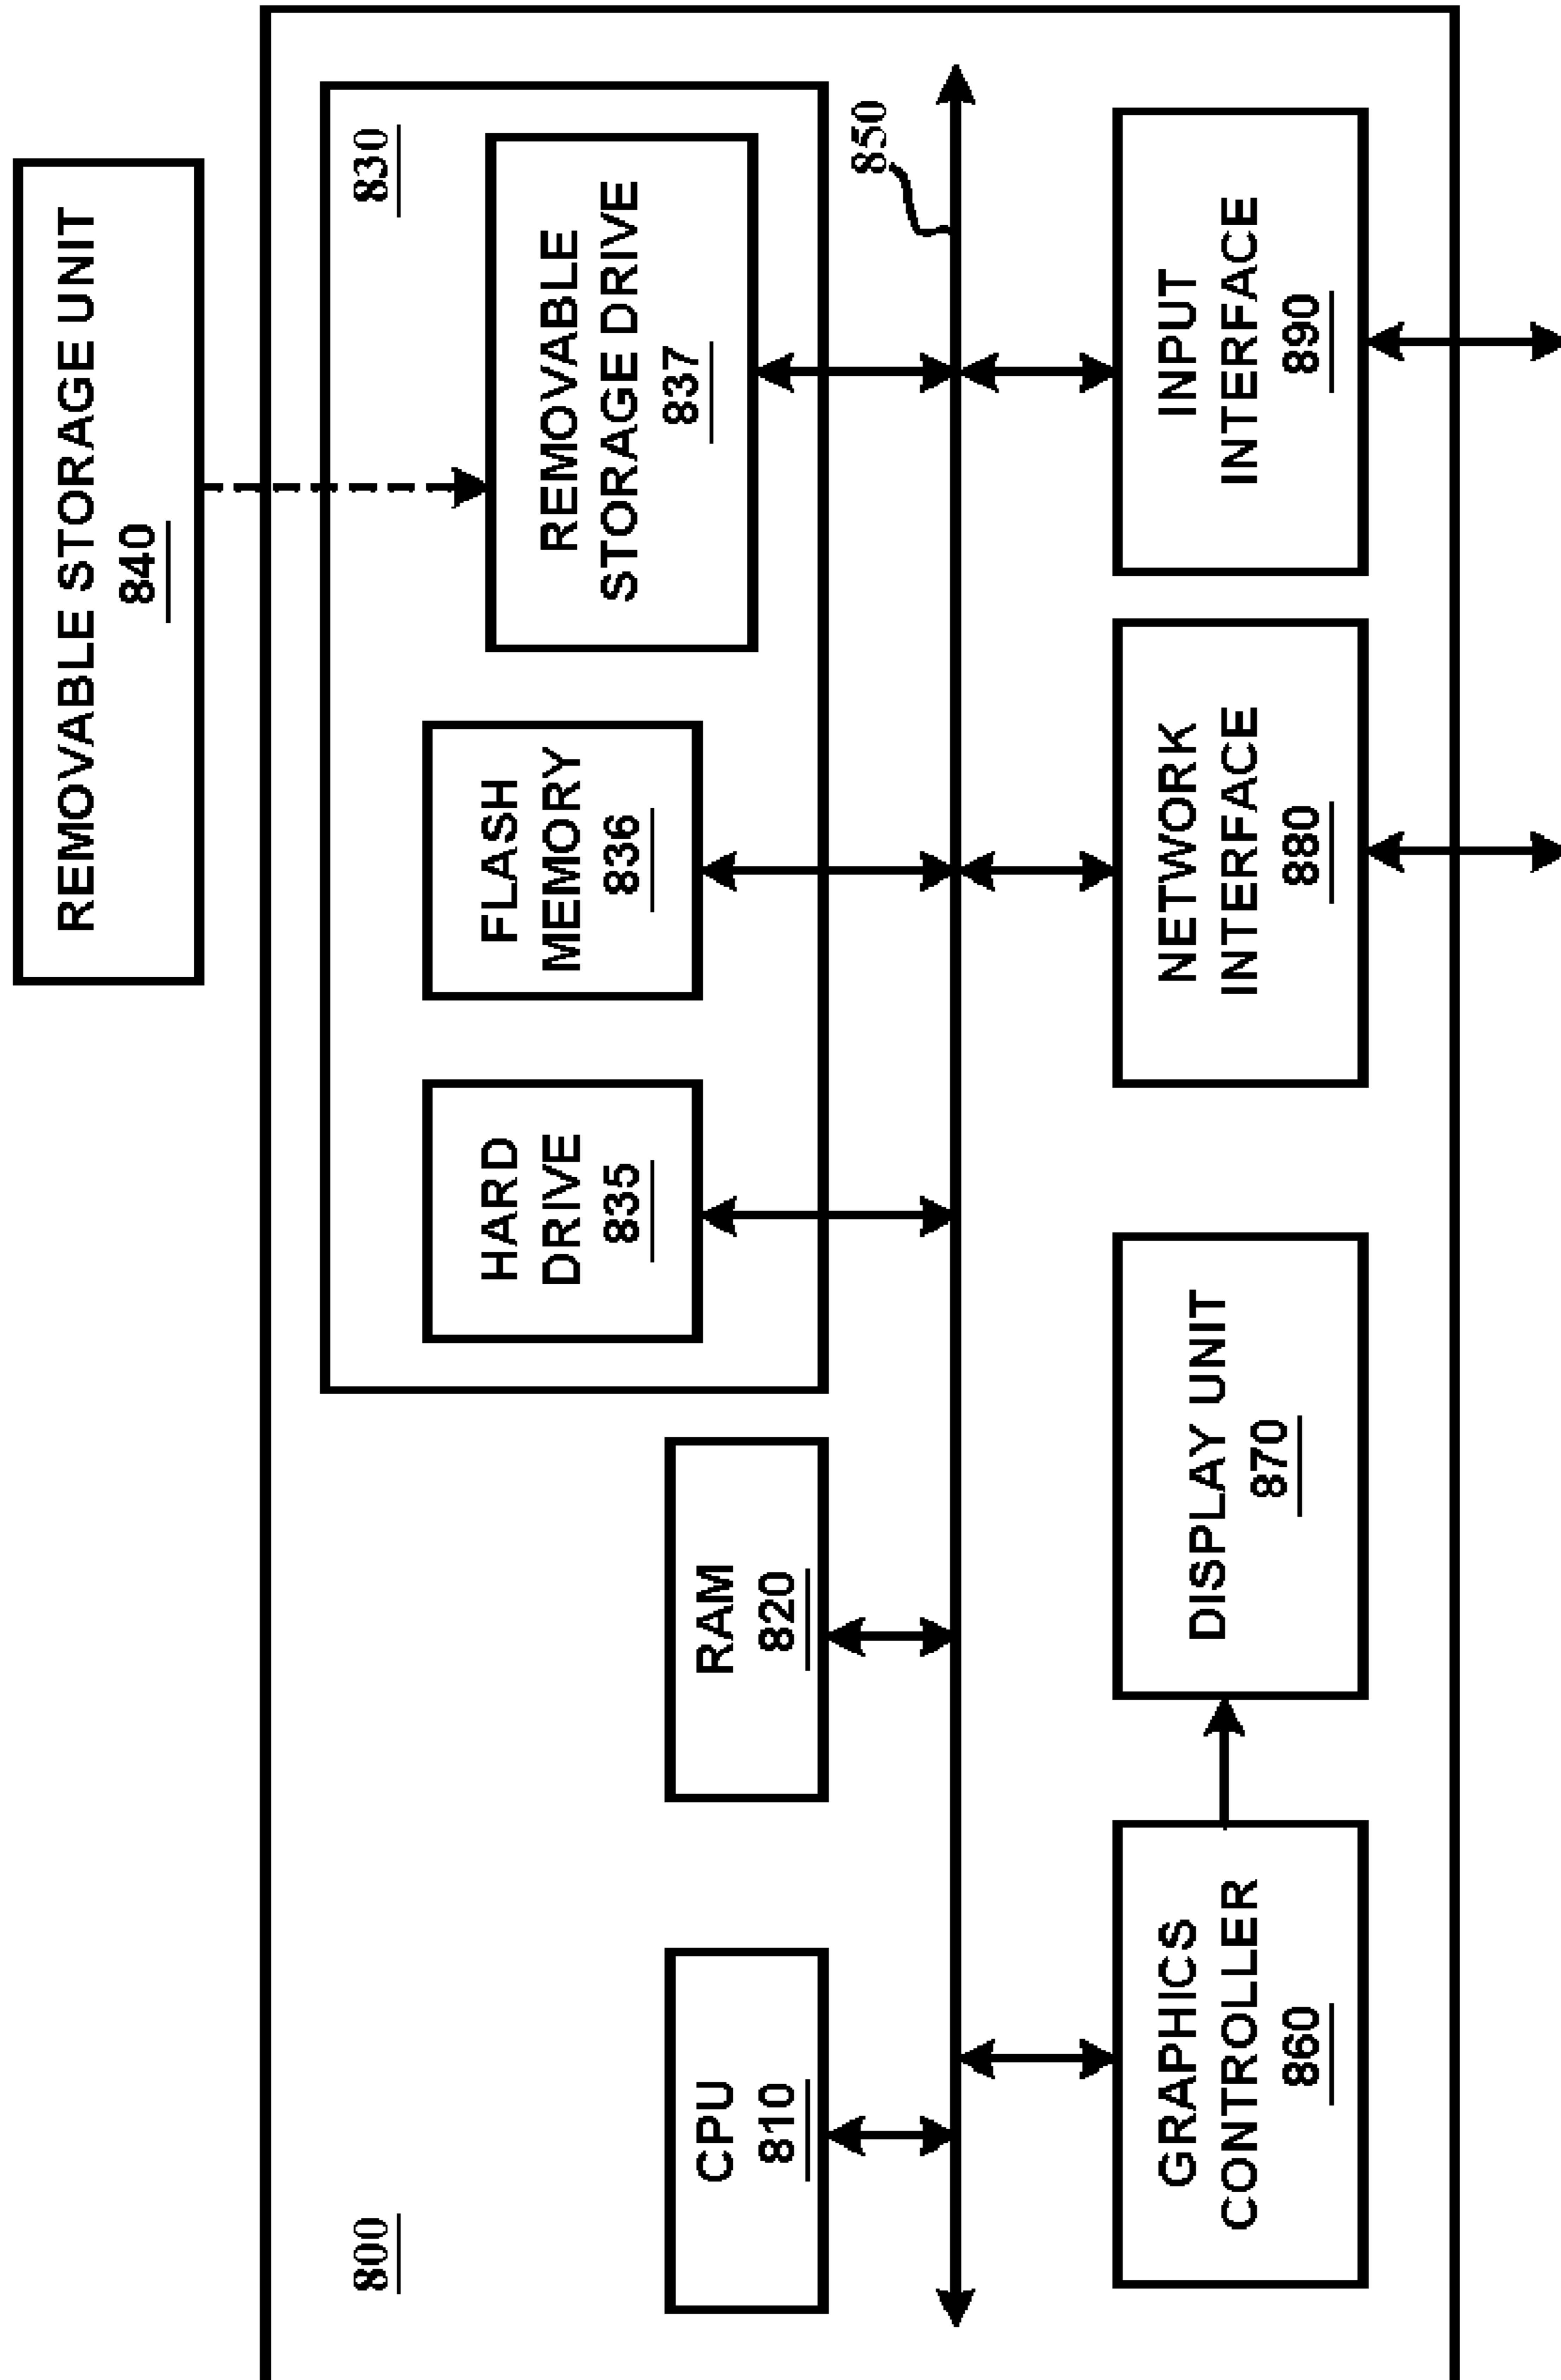 REMOVABLE STORAGE UNIT
840
800
830
CPU
810
RAM
820
HARD
DRIVE
835
FLASH
MEMORY
836
REMOVABLE
STORAGE DRIVE
837
850
GRAPHICS
CONTROLLER
860
DISPLAY UNIT
870
NETWORK
INTERFACE
880
INPUT
INTERFACE
890